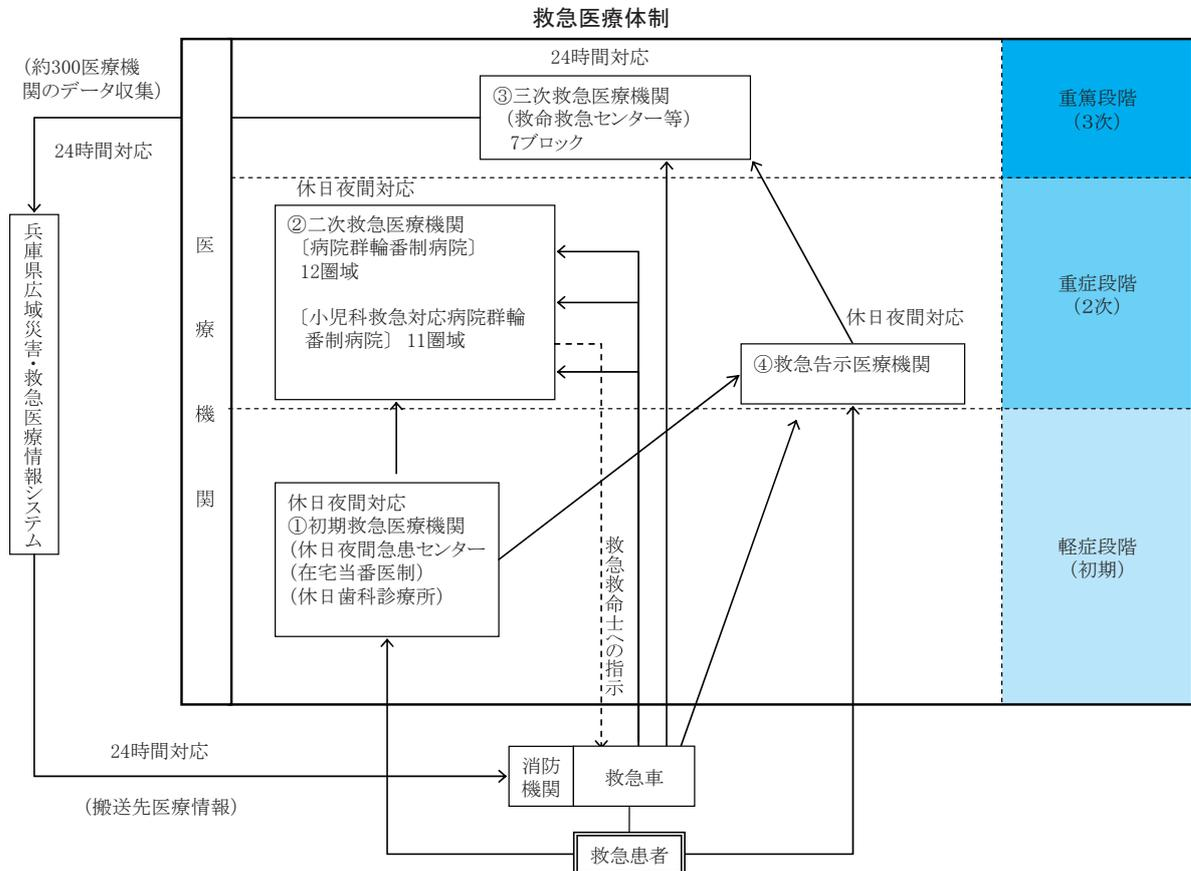 救急医療体制
(約300医療機
関のデータ収集)
24時間対応
24時間対応
③三次救急医療機関
(救命救急センター等)
7ブロック
重篤段階
(3次)
兵庫県広域災害・救急医療情報システム
医療機関
休日夜間対応
②二次救急医療機関
〔病院群輪番制病院〕
12圏域
〔小児科救急対応病院群輪
番制病院〕 11圏域
重症段階
(2次)
休日夜間対応
④救急告示医療機関
休日夜間対応
①初期救急医療機関
(休日夜間急患センター
(在宅当番医制)
(休日歯科診療所)
救急救命士への指示
軽症段階
(初期)
24時間対応
(搬送先医療情報)
消防
機関
救急車
救急患者